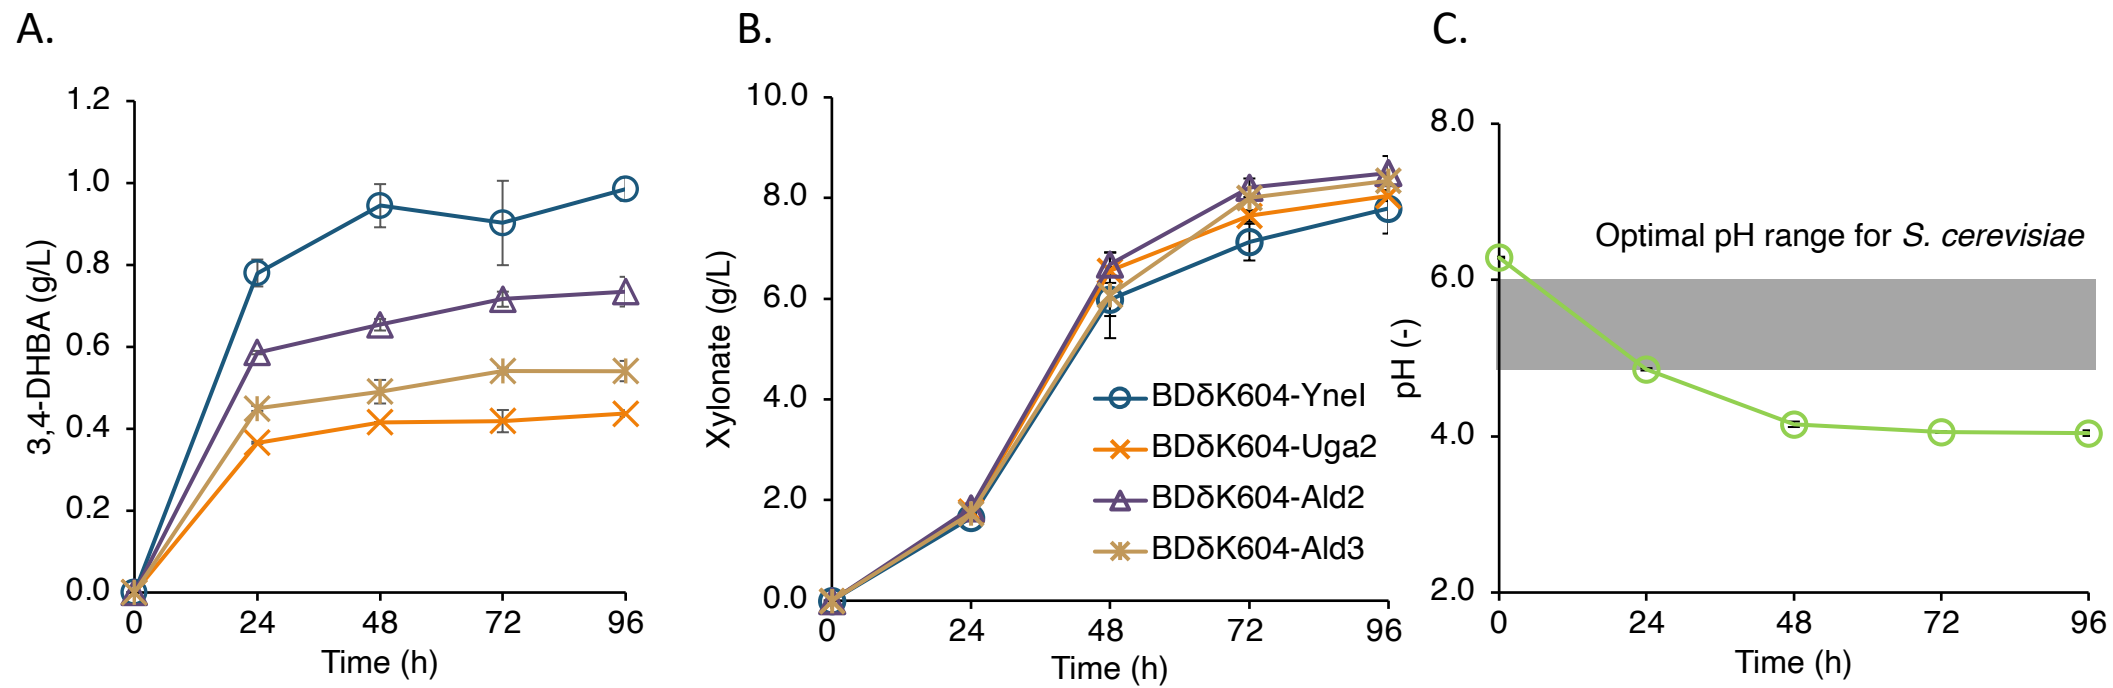 A.
1.2
1.0
0.8
0.6
0.4
0.2
0.0
3,4-DHBA (g/L)
0 24 48 72 96
Time (h)
B.
10.0
8.0
6.0
4.0
2.0
0.0
Xylonate (g/L)
BDδK604-YneI
BDδK604-Uga2
BDδK604-Ald2
BDδK604-Ald3
0 24 48 72 96
Time (h)
C.
8.0
6.0
4.0
2.0
pH (-)
Optimal pH range for S. cerevisiae
0 24 48 72 96
Time (h)